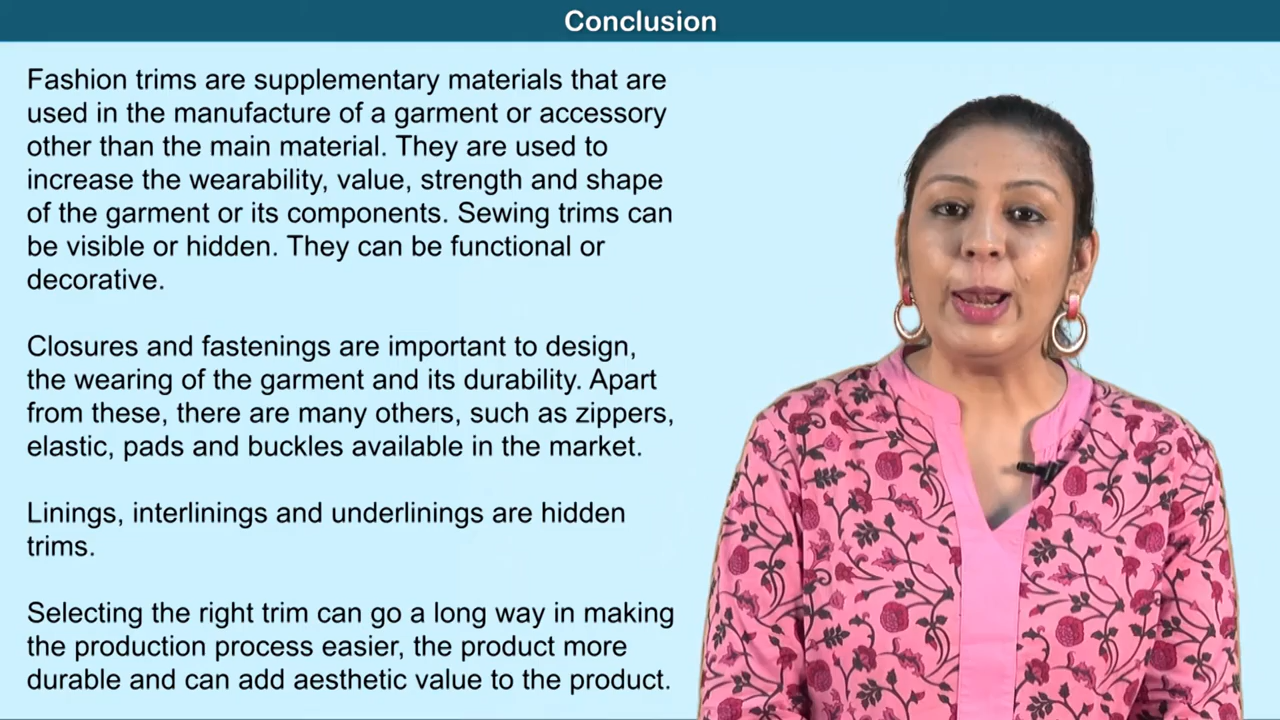 Conclusion
Fashion trims are supplementary materials that are
used in the manufacture of a garment or accessory
other than the main material. They are used to
increase the wearability, value, strength and shape
of the garment or its components. Sewing trims can
be visible or hidden. They can be functional or
decorative.
Closures and fastenings are important to design,
the wearing of the garment and its durability. Apart
from these, there are many others, such as zippers,
elastic, pads and buckles available in the market.
Linings, interlinings and underlinings are hidden
trims.
Selecting the right trim can go a long way in making
the production process easier, the product more
durable and can add aesthetic value to the product.